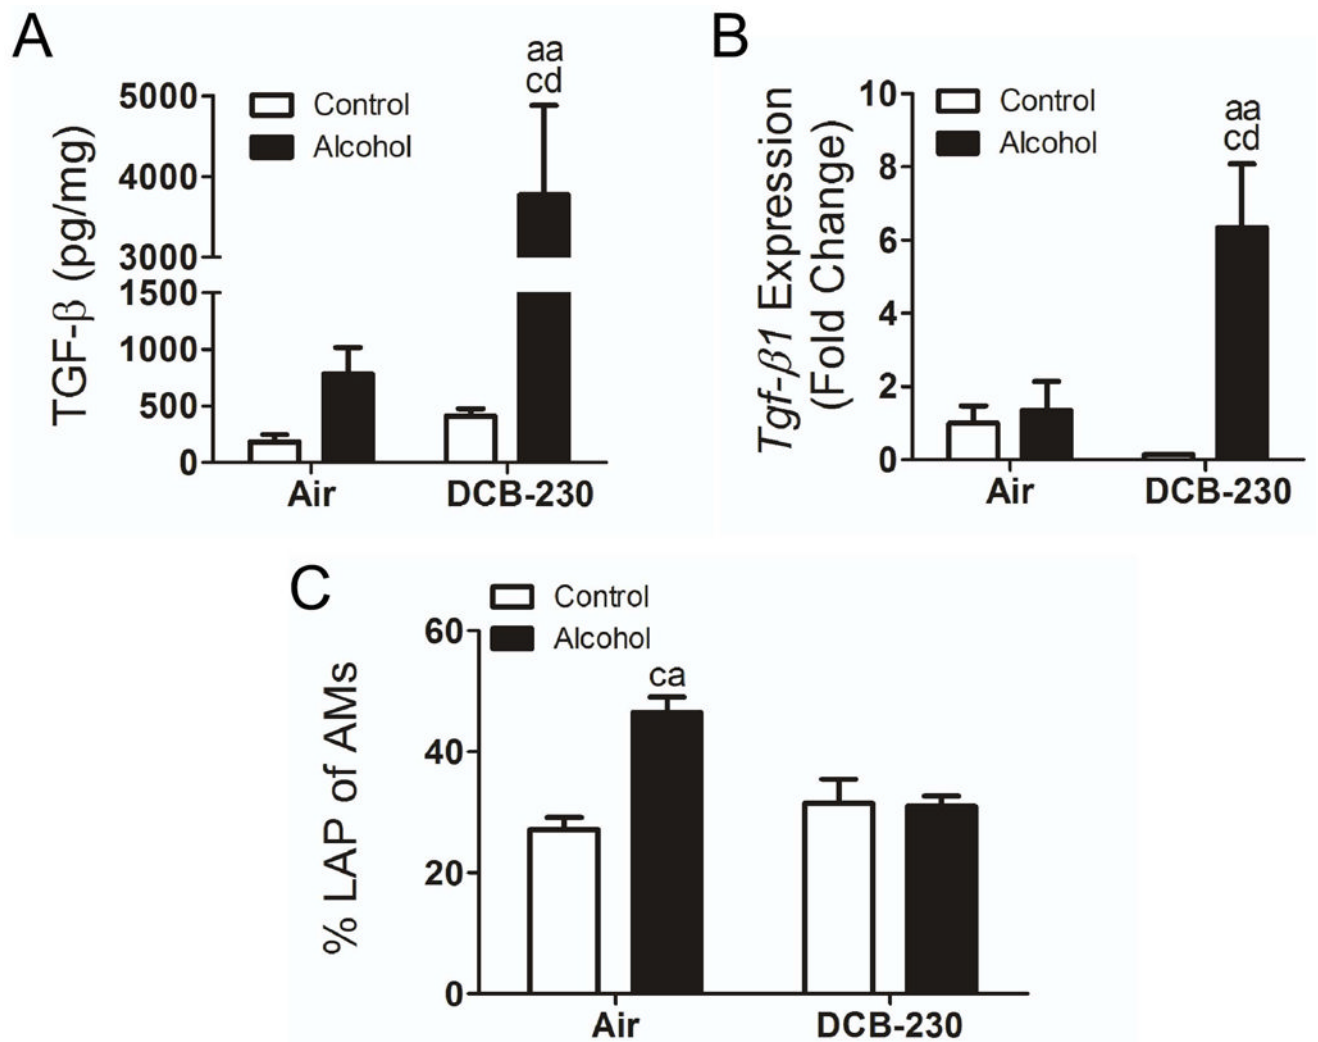 A
TGF-β (pg/mg)
5000
4000
3000
1500
1000
500
0
Control
Alcohol
aa
cd
Air
DCB-230
B
Tgf-β1 Expression
(Fold Change)
10
8
6
4
2
0
Control
Alcohol
aa
cd
Air
DCB-230
C
% LAP of AMs
60
40
20
0
Control
Alcohol
ca
Air
DCB-230